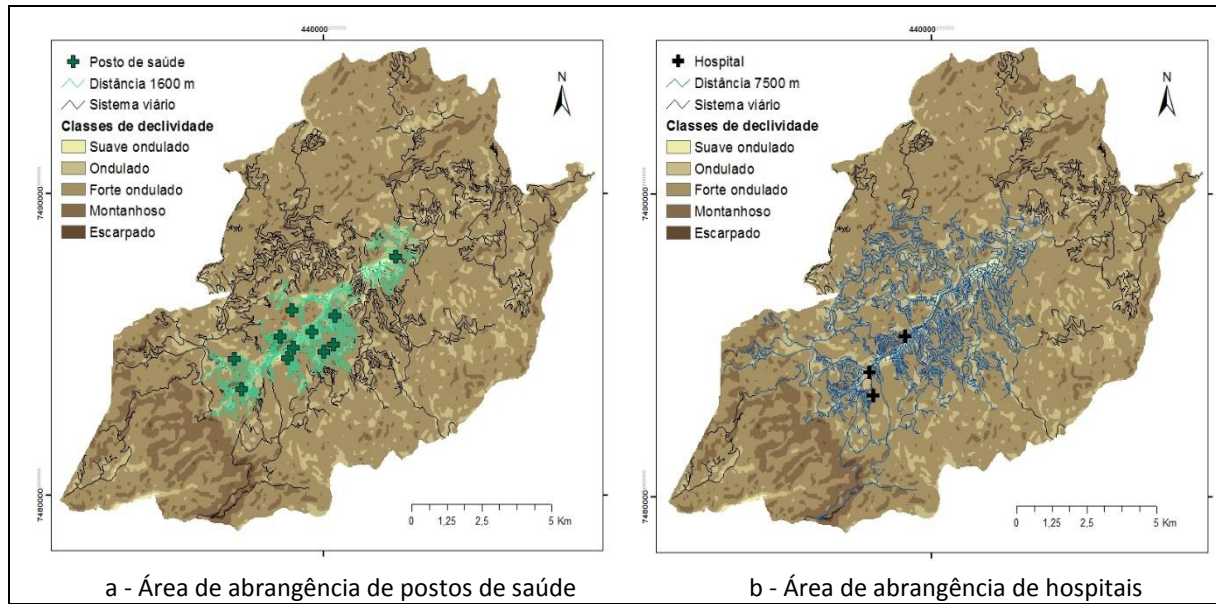 440000
Posto de saúde
Distância 1600 m
Sistema viário
Classes de declividade
Suave ondulado
Ondulado
Forte ondulado
Montanhoso
Escarpado
N
7490000
7480000
0 1,25 2,5 5 Km
a - Área de abrangência de postos de saúde
440000
Hospital
Distância 7500 m
Sistema viário
Classes de declividade
Suave ondulado
Ondulado
Forte ondulado
Montanhoso
Escarpado
N
7490000
7480000
0 1,25 2,5 5 Km
b - Área de abrangência de hospitais